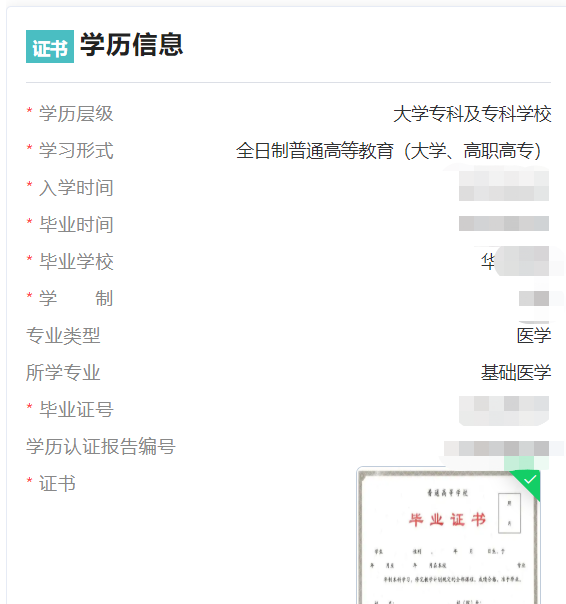 证书 学历信息
* 学历层级 大学专科及专科学校
* 学习形式 全日制普通高等教育（大学、高职高专）
* 入学时间
* 毕业时间
* 毕业学校 华
* 学 制
专业类型 医学
所学专业 基础医学
* 毕业证号
学历认证报告编号
* 证书
普通高等学校
毕业证书